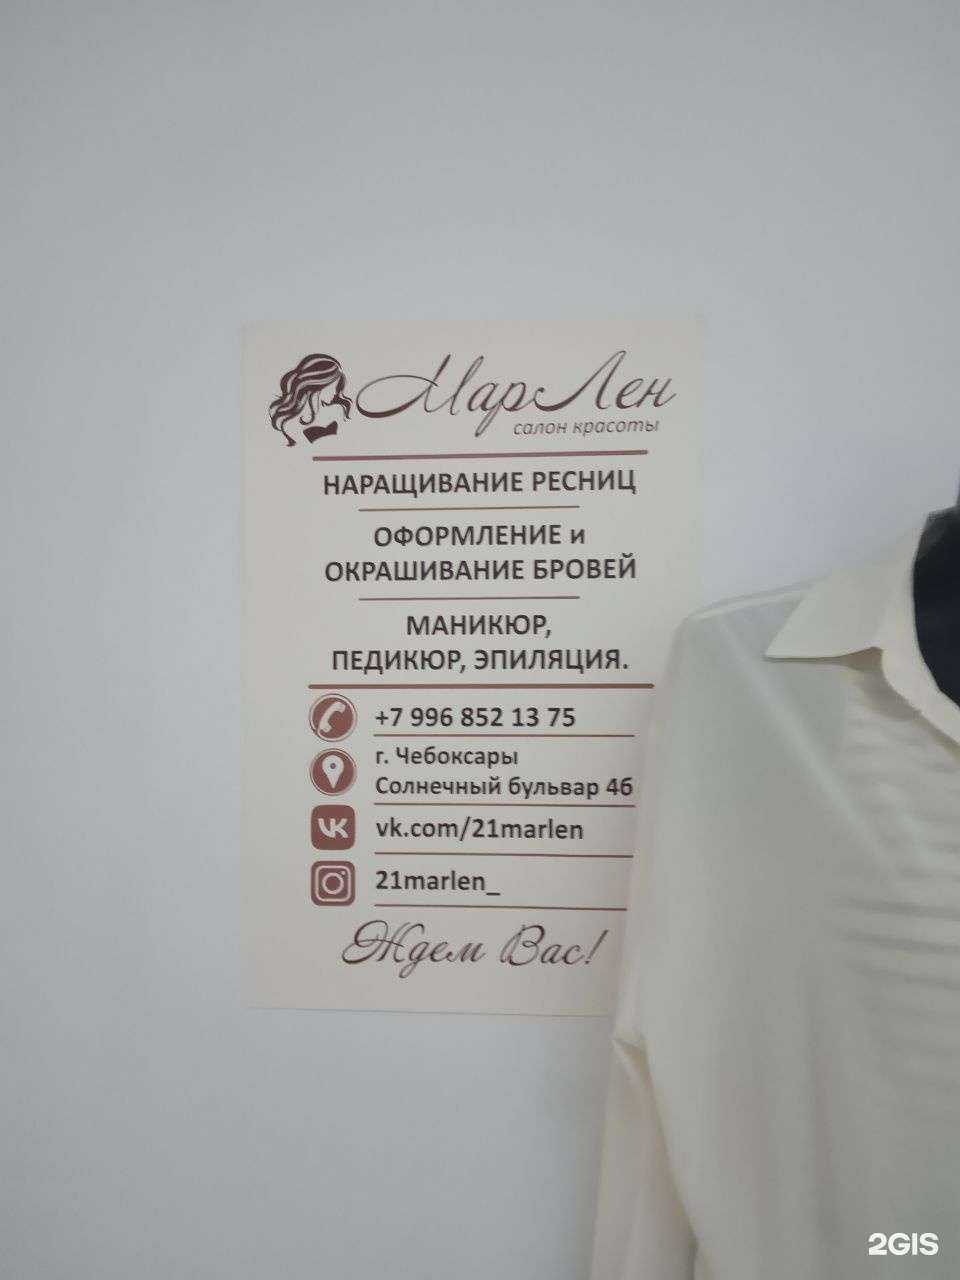 МарЛен
салон красоты
НАРАЩИВАНИЕ РЕСНИЦ
ОФОРМЛЕНИЕ и
ОКРАШИВАНИЕ БРОВЕЙ
МАНИКЮР,
ПЕДИКЮР, ЭПИЛЯЦИЯ.
+7 996 852 13 75
г. Чебоксары
Солнечный бульвар 4б
vk.com/21marlen
21marlen_
Ждем Вас!
2GIS